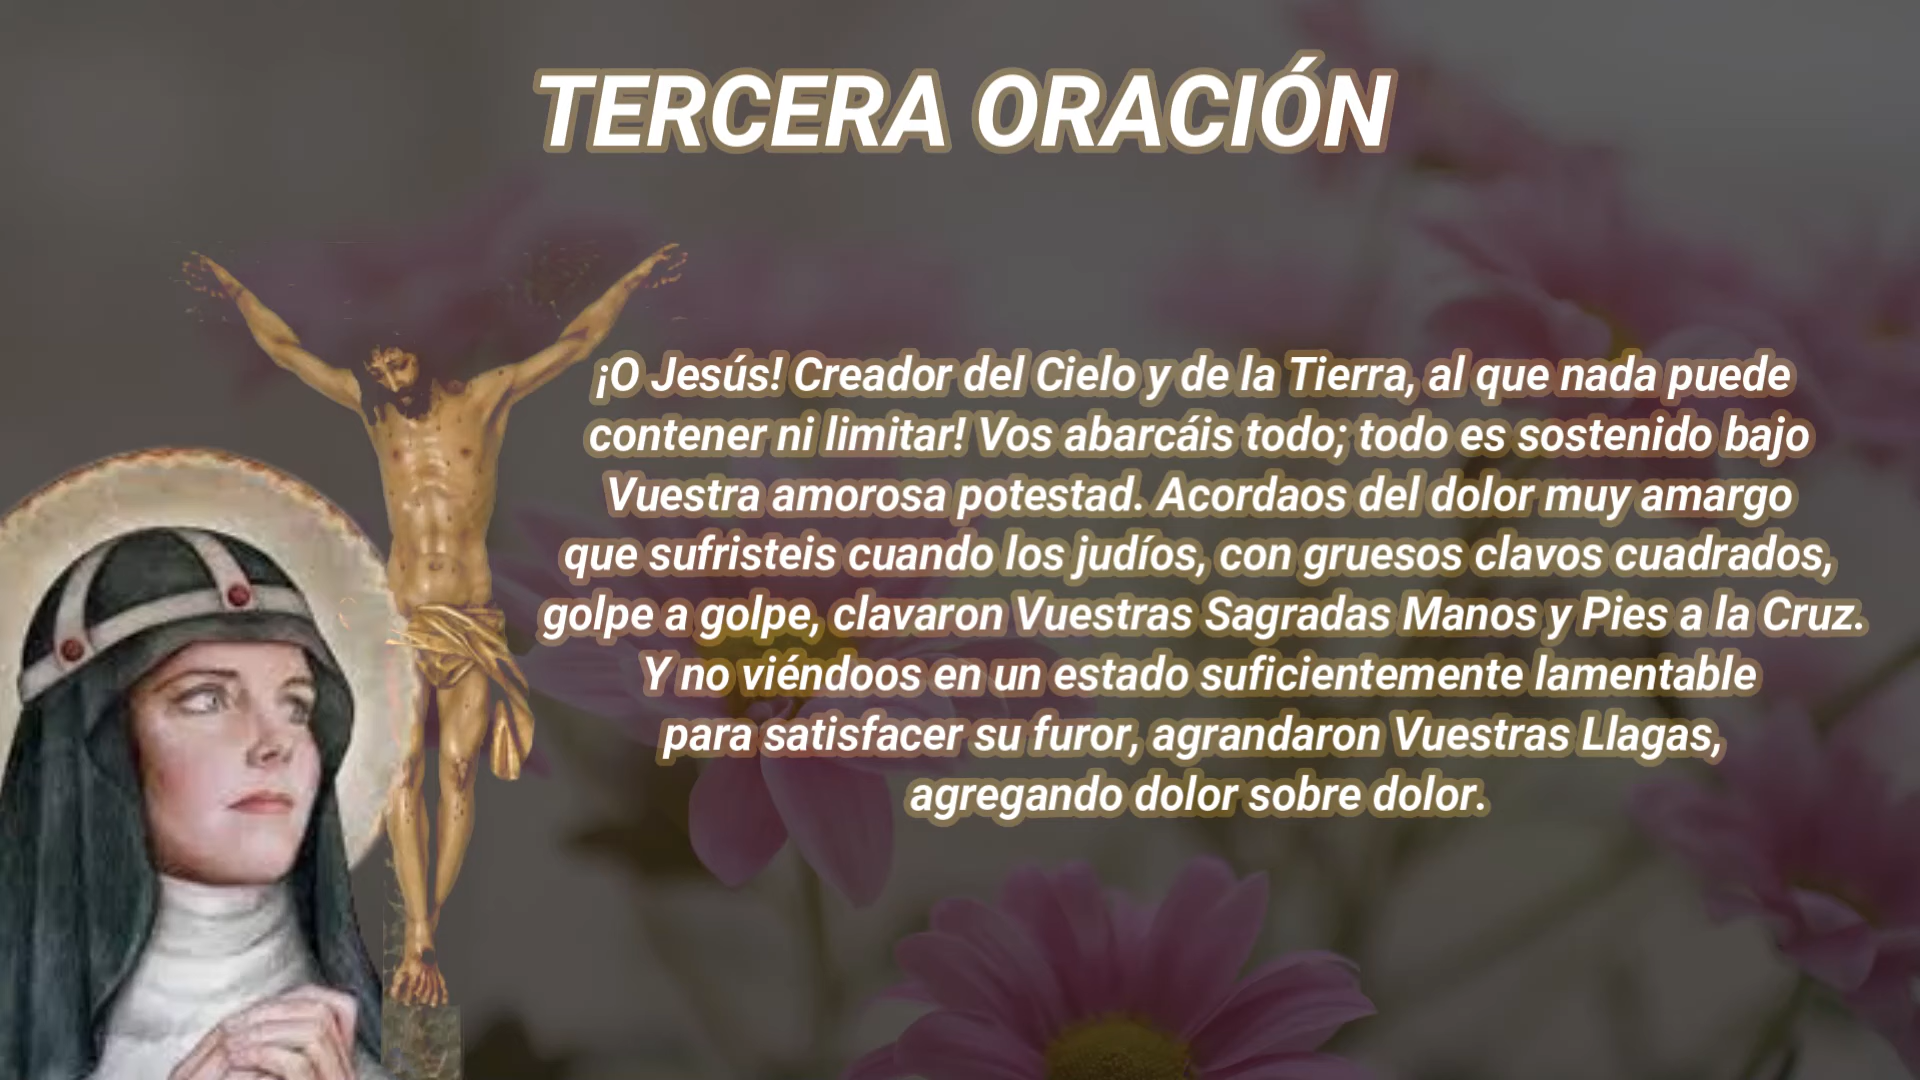 TERCERA ORACIÓN
¡O Jesús! Creador del Cielo y de la Tierra, al que nada puede
contener ni limitar! Vos abarcáis todo; todo es sostenido bajo
Vuestra amorosa potestad. Acordaos del dolor muy amargo
que sufristeis cuando los judíos, con gruesos clavos cuadrados,
golpe a golpe, clavaron Vuestras Sagradas Manos y Pies a la Cruz.
Y no viéndoos en un estado suficientemente lamentable
para satisfacer su furor, agrandaron Vuestras Llagas,
agregando dolor sobre dolor.